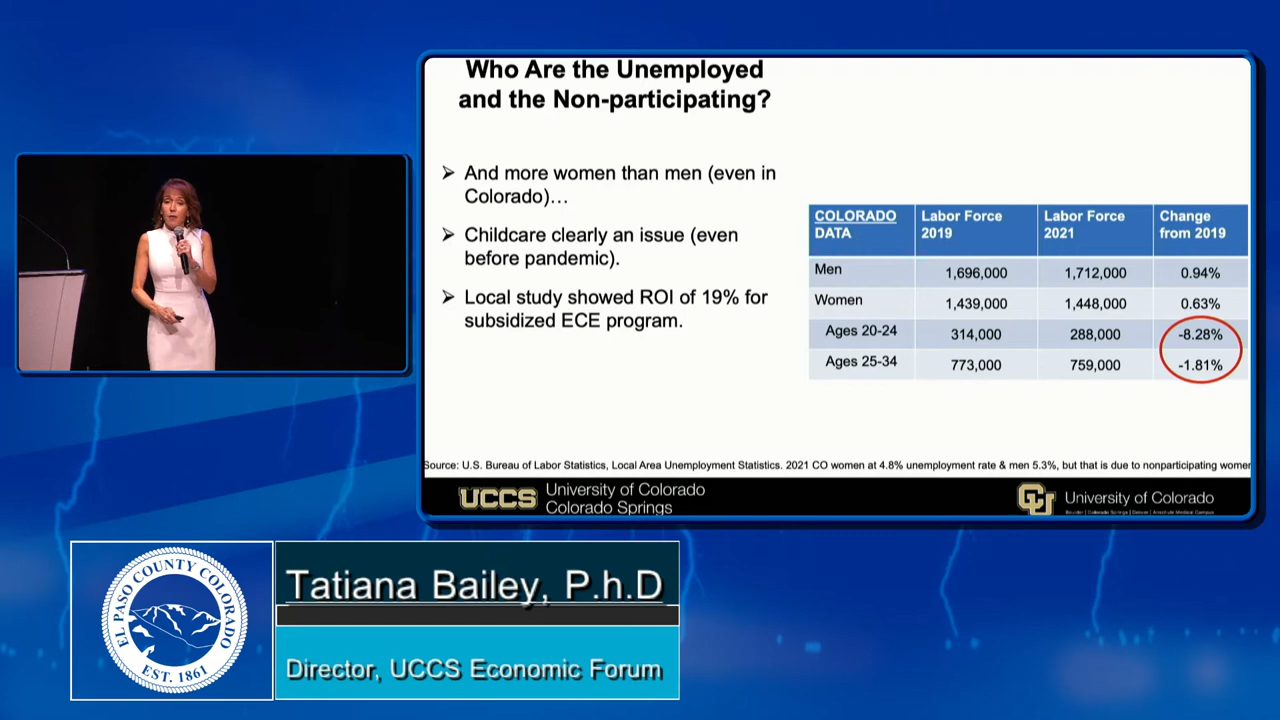 Who Are the Unemployed
and the Non-participating?
➢ And more women than men (even in
Colorado)…
➢ Childcare clearly an issue (even
before pandemic).
➢ Local study showed ROI of 19% for
subsidized ECE program.
COLORADO DATA | Labor Force 2019 | Labor Force 2021 | Change from 2019
Men | 1,696,000 | 1,712,000 | 0.94%
Women | 1,439,000 | 1,448,000 | 0.63%
Ages 20-24 | 314,000 | 288,000 | -8.28%
Ages 25-34 | 773,000 | 759,000 | -1.81%
Source: U.S. Bureau of Labor Statistics, Local Area Unemployment Statistics. 2021 CO women at 4.8% unemployment rate & men 5.3%, but that is due to nonparticipating womer
UCCS University of Colorado
Colorado Springs
CU University of Colorado
Boulder | Colorado Springs | Denver | Anschutz Medical Campus
EL PASO COUNTY COLORADO
EST. 1861
Tatiana Bailey, P.h.D
Director, UCCS Economic Forum